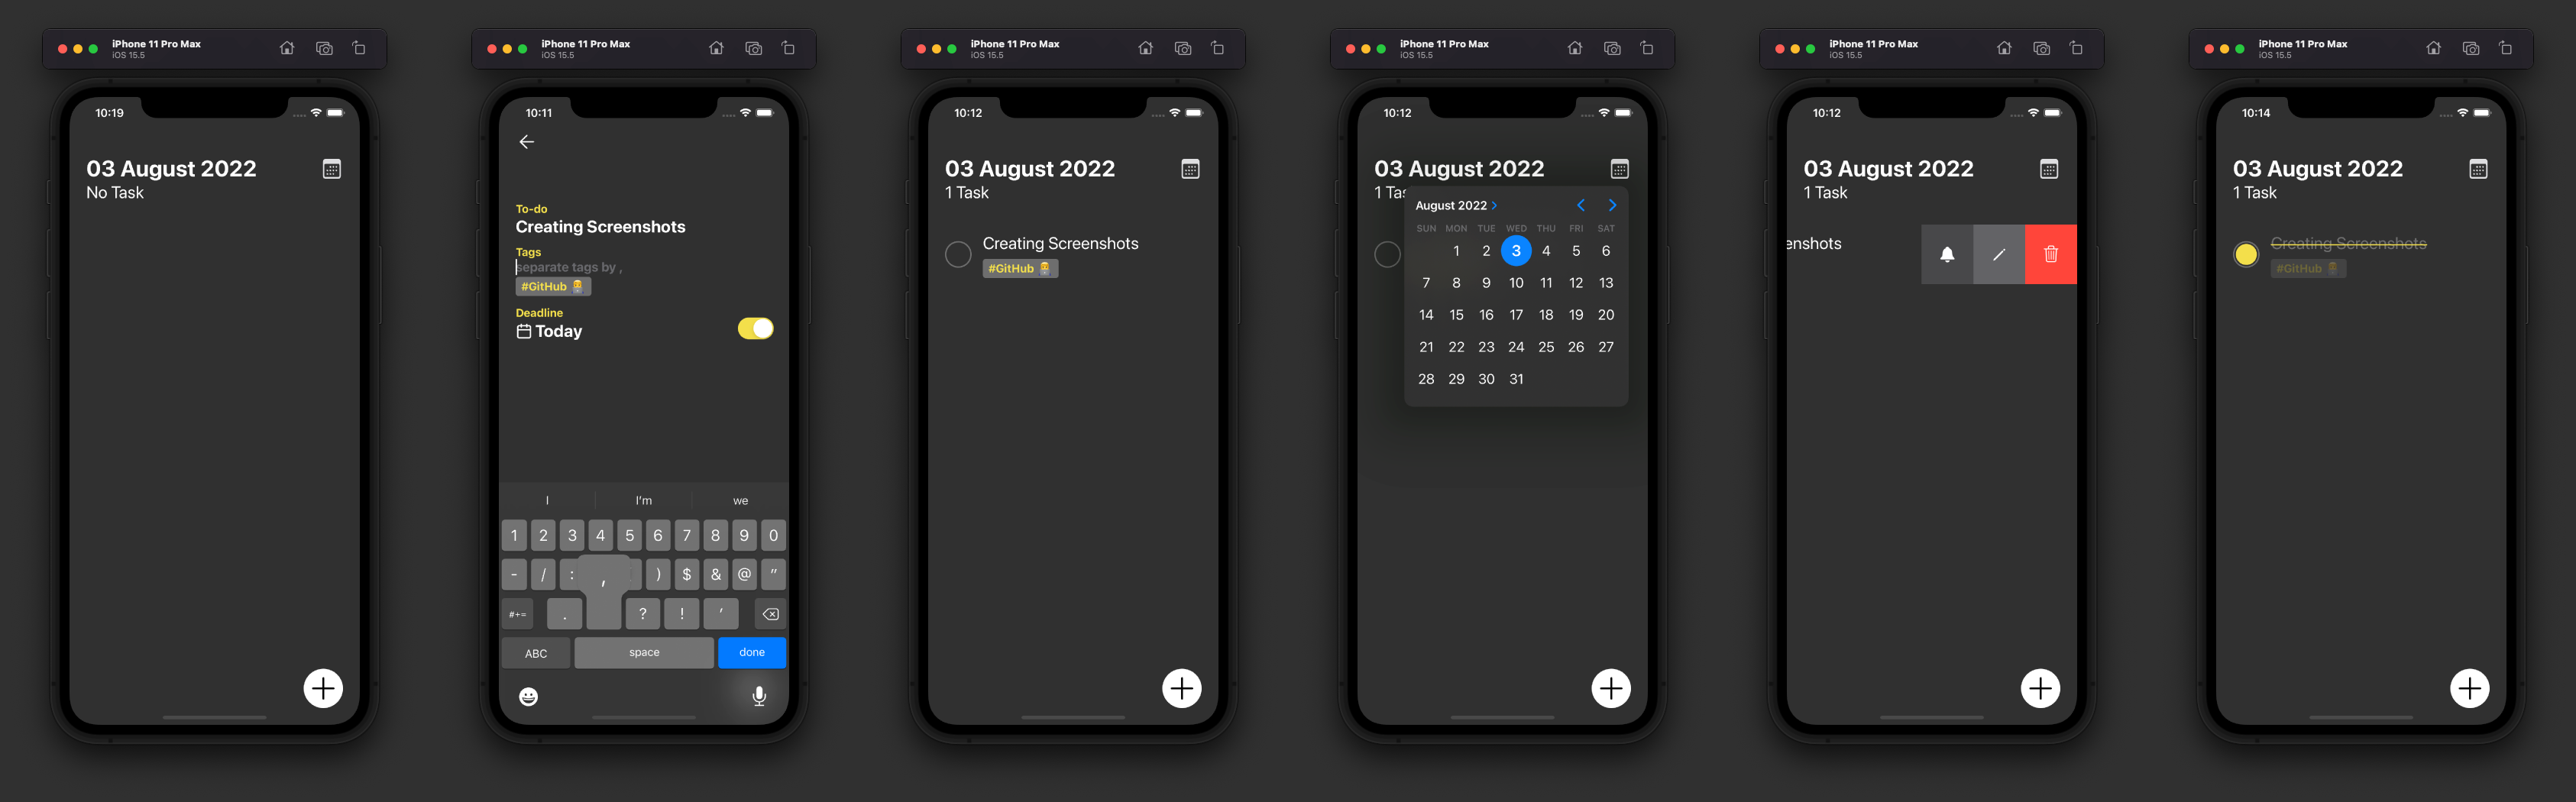 iPhone 11 Pro Max
iOS 15.5
10:19
03 August 2022
No Task
iPhone 11 Pro Max
iOS 15.5
10:11
To-do
Creating Screenshots
Tags
separate tags by ,
#GitHub 👩‍🚀
Deadline
Today
I I'm we
1 2 3 4 5 6 7 8 9 0
- / : ) $ & @ "
,
#+= . ? ! '
ABC space done
iPhone 11 Pro Max
iOS 15.5
10:12
03 August 2022
1 Task
Creating Screenshots
#GitHub
iPhone 11 Pro Max
iOS 15.5
10:12
03 August 2022
1 Tas
August 2022 >
SUN MON TUE WED THU FRI SAT
1 2 3 4 5 6
7 8 9 10 11 12 13
14 15 16 17 18 19 20
21 22 23 24 25 26 27
28 29 30 31
iPhone 11 Pro Max
iOS 15.5
10:12
03 August 2022
1 Task
enshots
iPhone 11 Pro Max
iOS 15.5
10:14
03 August 2022
1 Task
Creating Screenshots
#GitHub